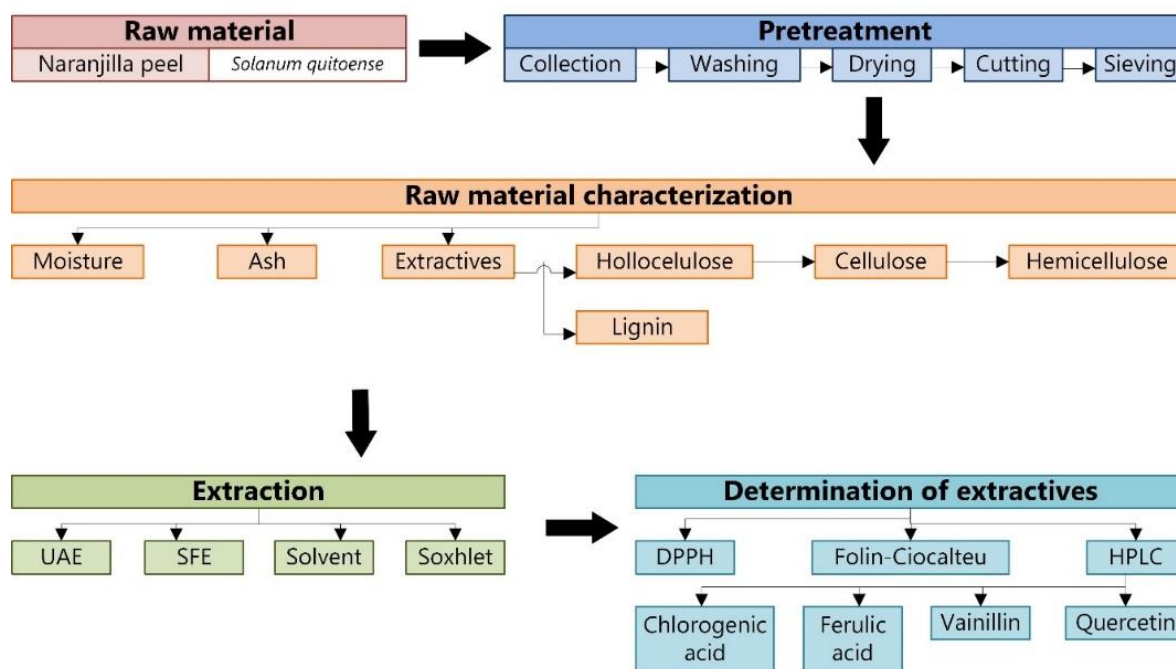 Raw material
Naranjilla peel
Solanum quitoense
Pretreatment
Collection
Washing
Drying
Cutting
Sieving
Raw material characterization
Moisture
Ash
Extractives
Hollocelulose
Cellulose
Hemicellulose
Lignin
Extraction
UAE
SFE
Solvent
Soxhlet
Determination of extractives
DPPH
Folin-Ciocalteu
HPLC
Chlorogenic
acid
Ferulic
acid
Vainillin
Quercetin